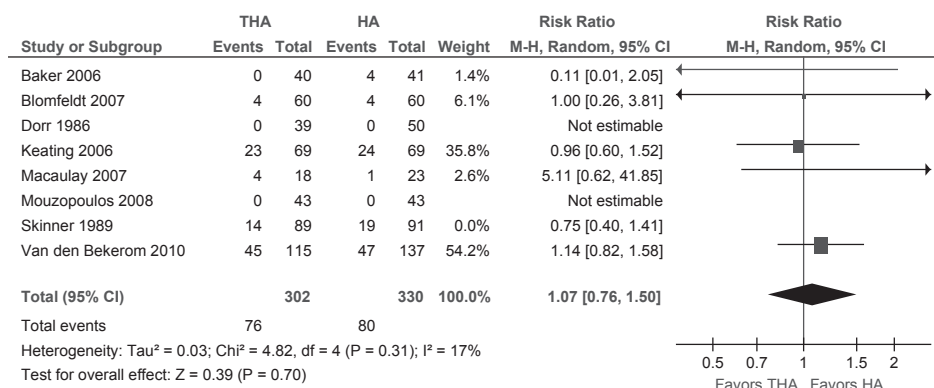 THA HA Risk Ratio Risk Ratio
Study or Subgroup Events Total Events Total Weight M-H, Random, 95% CI M-H, Random, 95% CI
Baker 2006 0 40 4 41 1.4% 0.11 [0.01, 2.05]
Blomfeldt 2007 4 60 4 60 6.1% 1.00 [0.26, 3.81]
Dorr 1986 0 39 0 50 Not estimable
Keating 2006 23 69 24 69 35.8% 0.96 [0.60, 1.52]
Macaulay 2007 4 18 1 23 2.6% 5.11 [0.62, 41.85]
Mouzopoulos 2008 0 43 0 43 Not estimable
Skinner 1989 14 89 19 91 0.0% 0.75 [0.40, 1.41]
Van den Bekerom 2010 45 115 47 137 54.2% 1.14 [0.82, 1.58]
Total (95% CI) 302 330 100.0% 1.07 [0.76, 1.50]
Total events 76 80
Heterogeneity: Tau² = 0.03; Chi² = 4.82, df = 4 (P = 0.31); I² = 17%
Test for overall effect: Z = 0.39 (P = 0.70)
0.5 0.7 1 1.5 2
Favors THA Favors HA